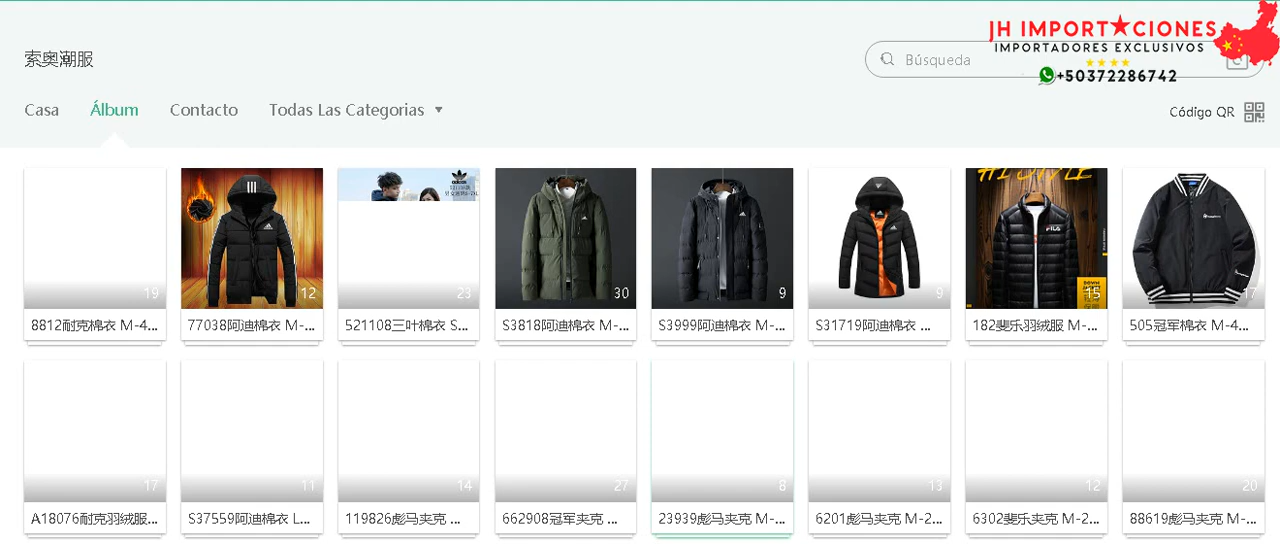 JH IMPORT★CIONES
IMPORTADORES EXCLUSIVOS
索奥潮服
Búsqueda
+50372286742
Casa
Álbum
Contacto
Todas Las Categorias
Código QR
19
12
23
30
9
9
15
17
8812耐克棉衣 M-4...
77038阿迪棉衣 M-...
521108三叶棉衣 S...
S3818阿迪棉衣 M-...
S3999阿迪棉衣 M-...
S31719阿迪棉衣 ...
182斐乐羽绒服 M-...
505冠军棉衣 M-4...
17
11
14
27
8
13
12
20
A18076耐克羽绒服...
S37559阿迪棉衣 L...
119826彪马夹克 ...
662908冠军夹克 ...
23939彪马夹克 M-...
6201彪马夹克 M-2...
6302斐乐夹克 M-2...
88619彪马夹克 M-...